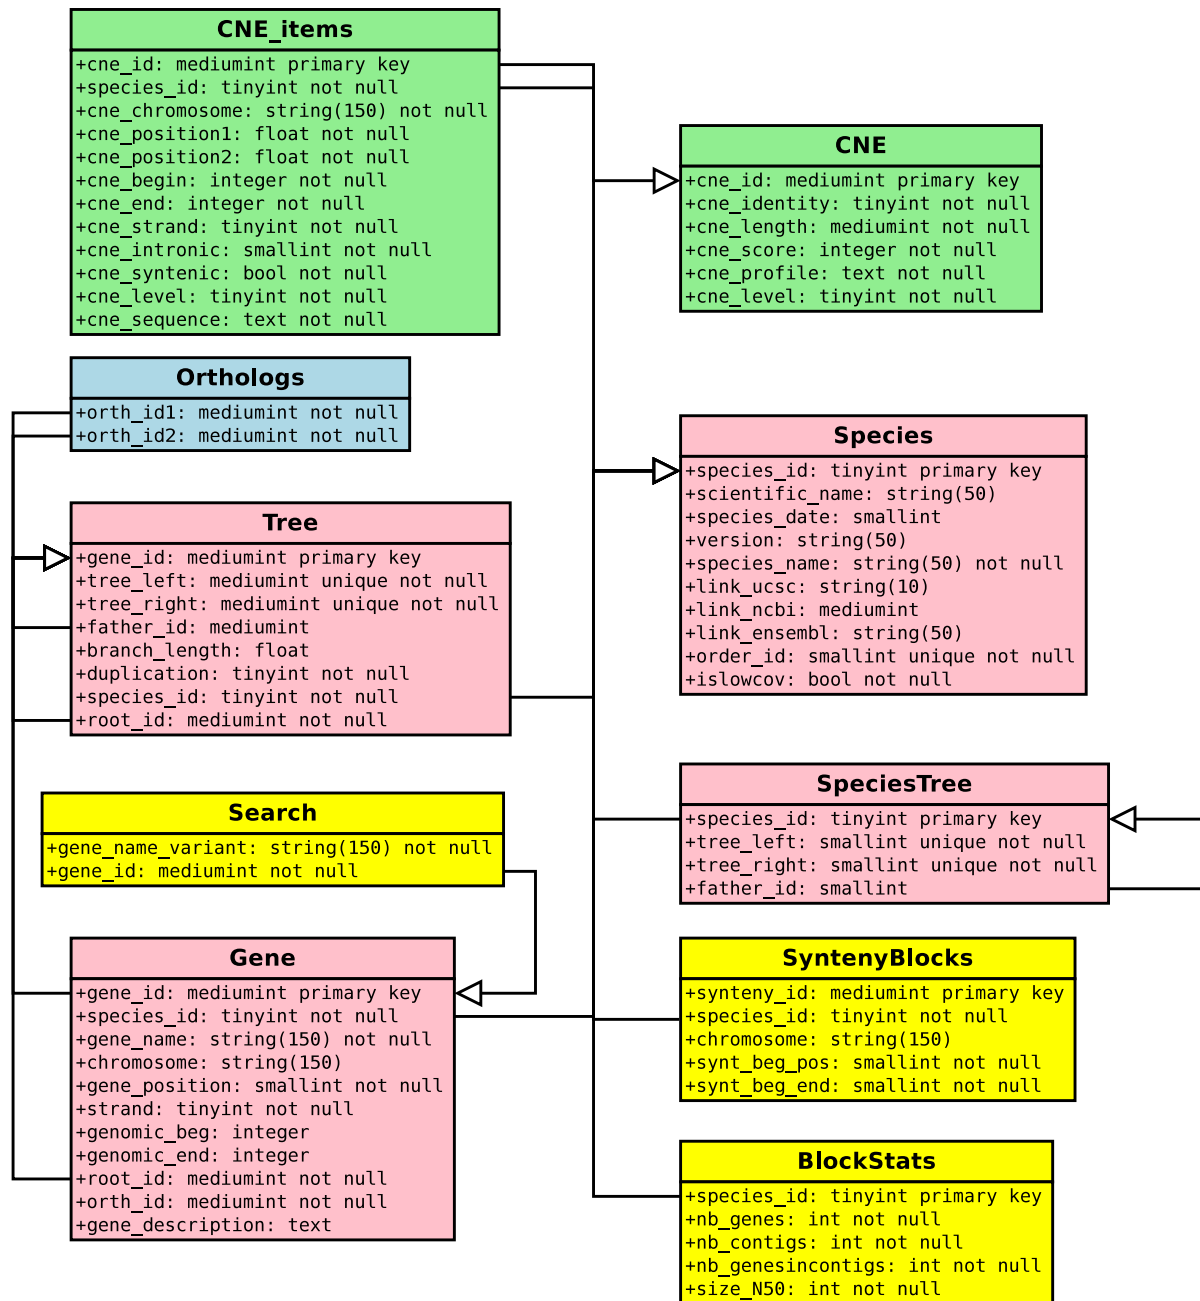 CNE_items
+cne_id: mediumint primary key
+species_id: tinyint not null
+cne_chromosome: string(150) not null
+cne_position1: float not null
+cne_position2: float not null
+cne_begin: integer not null
+cne_end: integer not null
+cne_strand: tinyint not null
+cne_intronic: smallint not null
+cne_syntenic: bool not null
+cne_level: tinyint not null
+cne_sequence: text not null
CNE
+cne_id: mediumint primary key
+cne_identity: tinyint not null
+cne_length: mediumint not null
+cne_score: integer not null
+cne_profile: text not null
+cne_level: tinyint not null
Orthologs
+orth_id1: mediumint not null
+orth_id2: mediumint not null
Species
+species_id: tinyint primary key
+scientific_name: string(50)
+species_date: smallint
+version: string(50)
+species_name: string(50) not null
+link_ucsc: string(10)
+link_ncbi: mediumint
+link_ensembl: string(50)
+order_id: smallint unique not null
+islowcov: bool not null
Tree
+gene_id: mediumint primary key
+tree_left: mediumint unique not null
+tree_right: mediumint unique not null
+father_id: mediumint
+branch_length: float
+duplication: tinyint not null
+species_id: tinyint not null
+root_id: mediumint not null
SpeciesTree
+species_id: tinyint primary key
+tree_left: smallint unique not null
+tree_right: smallint unique not null
+father_id: smallint
Search
+gene_name_variant: string(150) not null
+gene_id: mediumint not null
Gene
+gene_id: mediumint primary key
+species_id: tinyint not null
+gene_name: string(150) not null
+chromosome: string(150)
+gene_position: smallint not null
+strand: tinyint not null
+genomic_beg: integer
+genomic_end: integer
+root_id: mediumint not null
+orth_id: mediumint not null
+gene_description: text
SyntenyBlocks
+synteny_id: mediumint primary key
+species_id: tinyint not null
+chromosome: string(150)
+synt_beg_pos: smallint not null
+synt_beg_end: smallint not null
BlockStats
+species_id: tinyint primary key
+nb_genes: int not null
+nb_contigs: int not null
+nb_genesincontigs: int not null
+size_N50: int not null